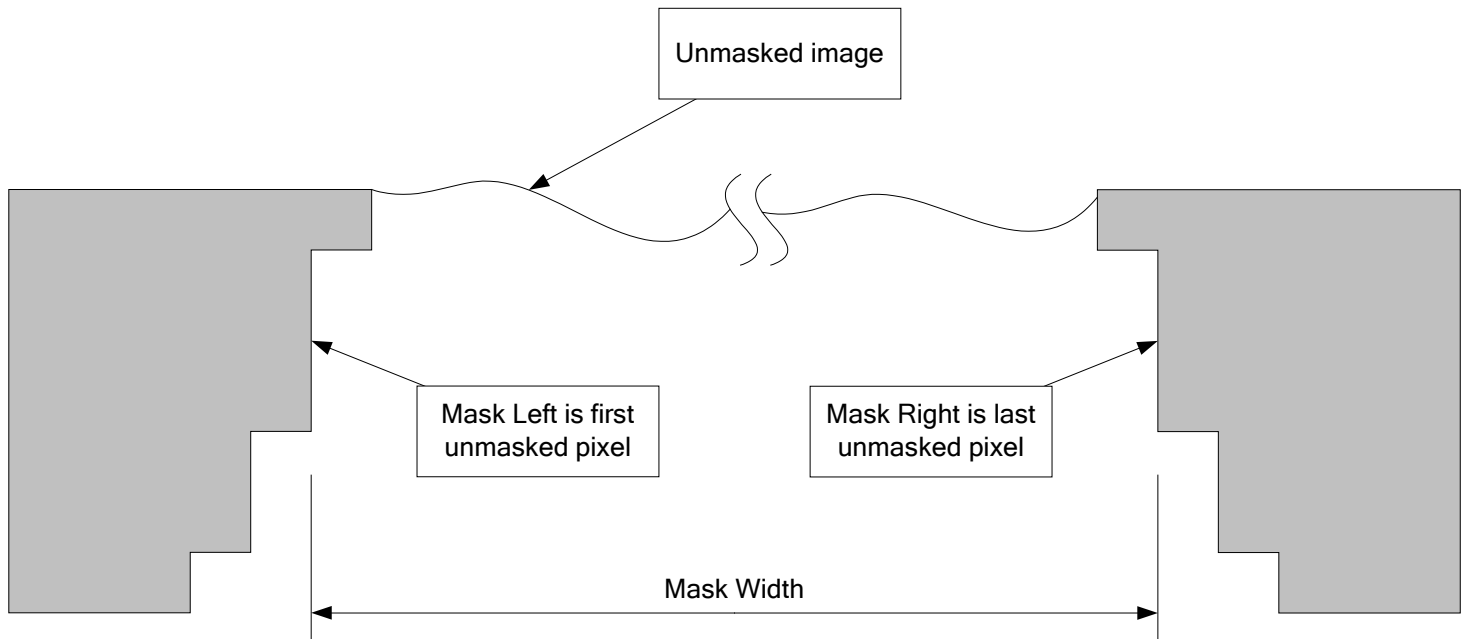 Unmasked image
Mask Left is first
unmasked pixel
Mask Right is last
unmasked pixel
Mask Width